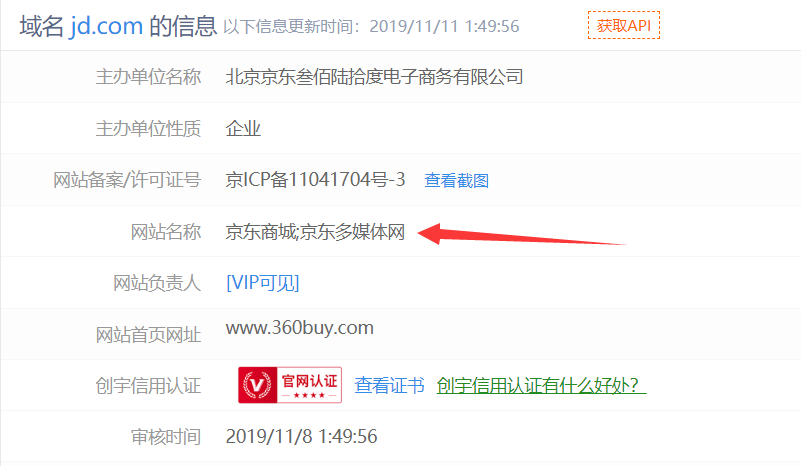 域名 jd.com 的信息 以下信息更新时间：2019/11/11 1:49:56 获取API
主办单位名称 北京京东叁佰陆拾度电子商务有限公司
主办单位性质 企业
网站备案/许可证号 京ICP备11041704号-3 查看截图
网站名称 京东商城;京东多媒体网
网站负责人 [VIP可见]
网站首页网址 www.360buy.com
创宇信用认证 V 官网认证 ★★★★ 查看证书 创宇信用认证有什么好处？
审核时间 2019/11/8 1:49:56